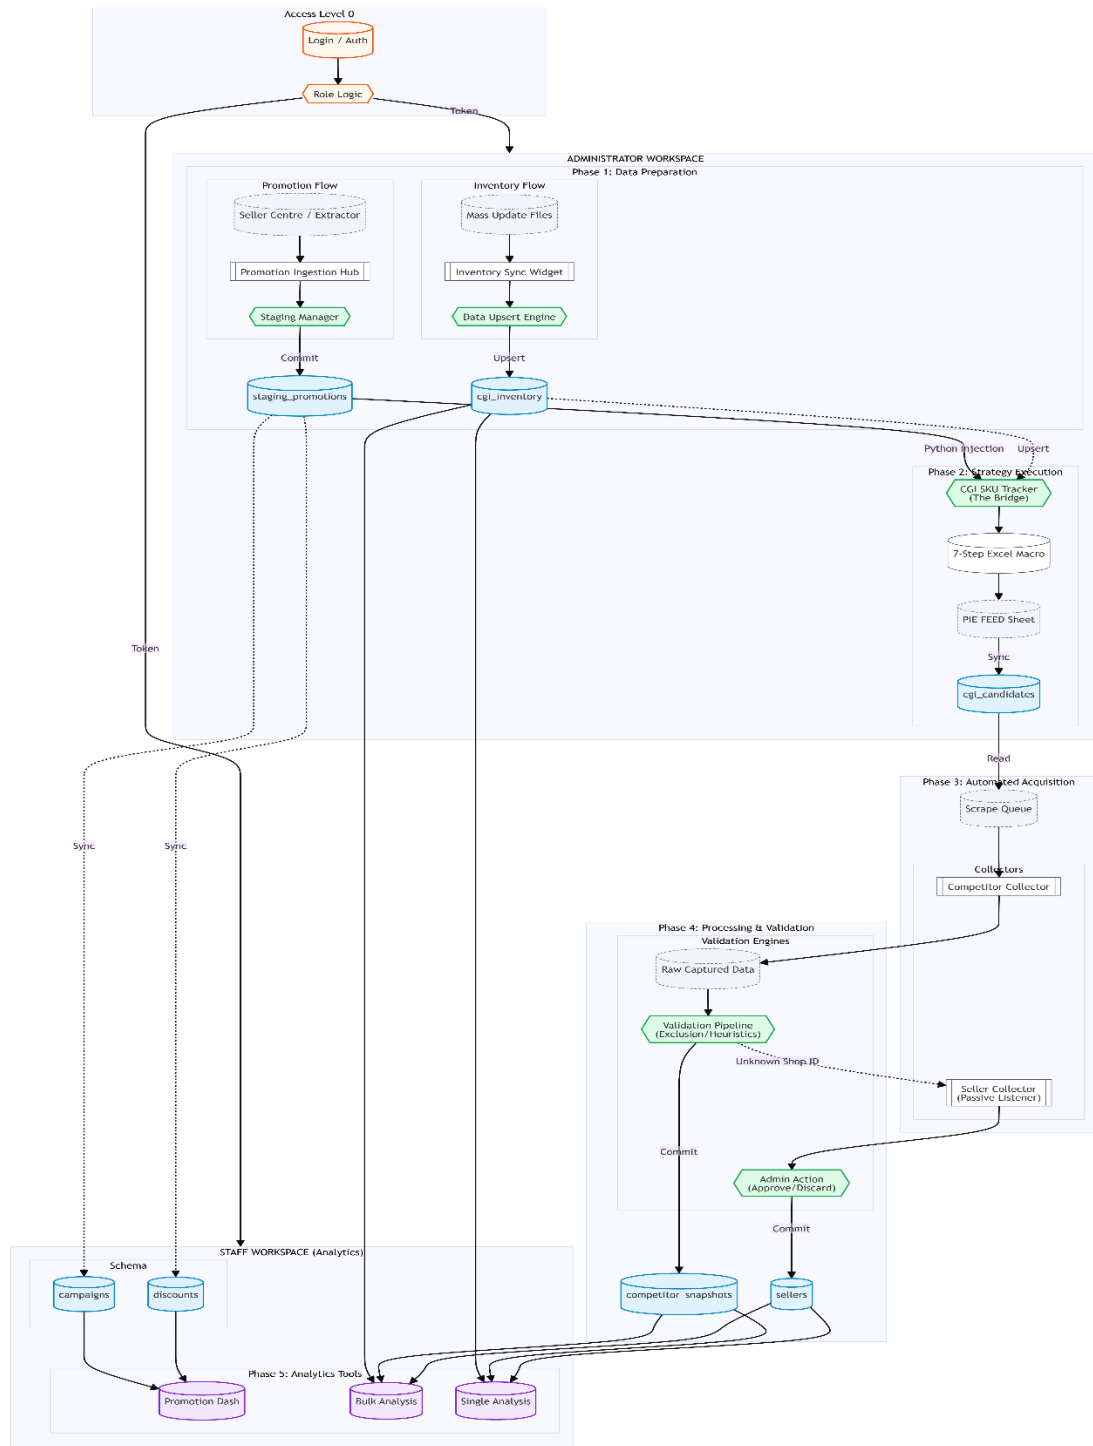 Access Level 0
Login / Auth
Role Logic
Token
ADMINISTRATOR WORKSPACE
Phase 1: Data Preparation
Promotion Flow
Inventory Flow
Seller Centre / Extractor
Mass Update Files
Promotion Ingestion Hub
Inventory Sync Widget
Staging Manager
Data Upsert Engine
Commit
Upsert
staging_promotions
cgi_inventory
Python Injection
Upsert
Phase 2: Strategy Execution
CGI SKU Tracker
(The Bridge)
7-Step Excel Macro
PIE FEED Sheet
Token
Sync
cgi_candidates
Read
Phase 3: Automated Acquisition
Scrape Queue
Sync
Sync
Collectors
Competitor Collector
Phase 4: Processing & Validation
Validation Engines
Raw Captured Data
Validation Pipeline
(Exclusion/Heuristics)
Unknown Shop ID
Seller Collector
(Passive Listener)
Commit
Admin Action
(Approve/Discard)
Commit
STAFF WORKSPACE (Analytics)
Schema
campaigns
discounts
competitor_snapshots
sellers
Phase 5: Analytics Tools
Promotion Dash
Bulk Analysis
Single Analysis